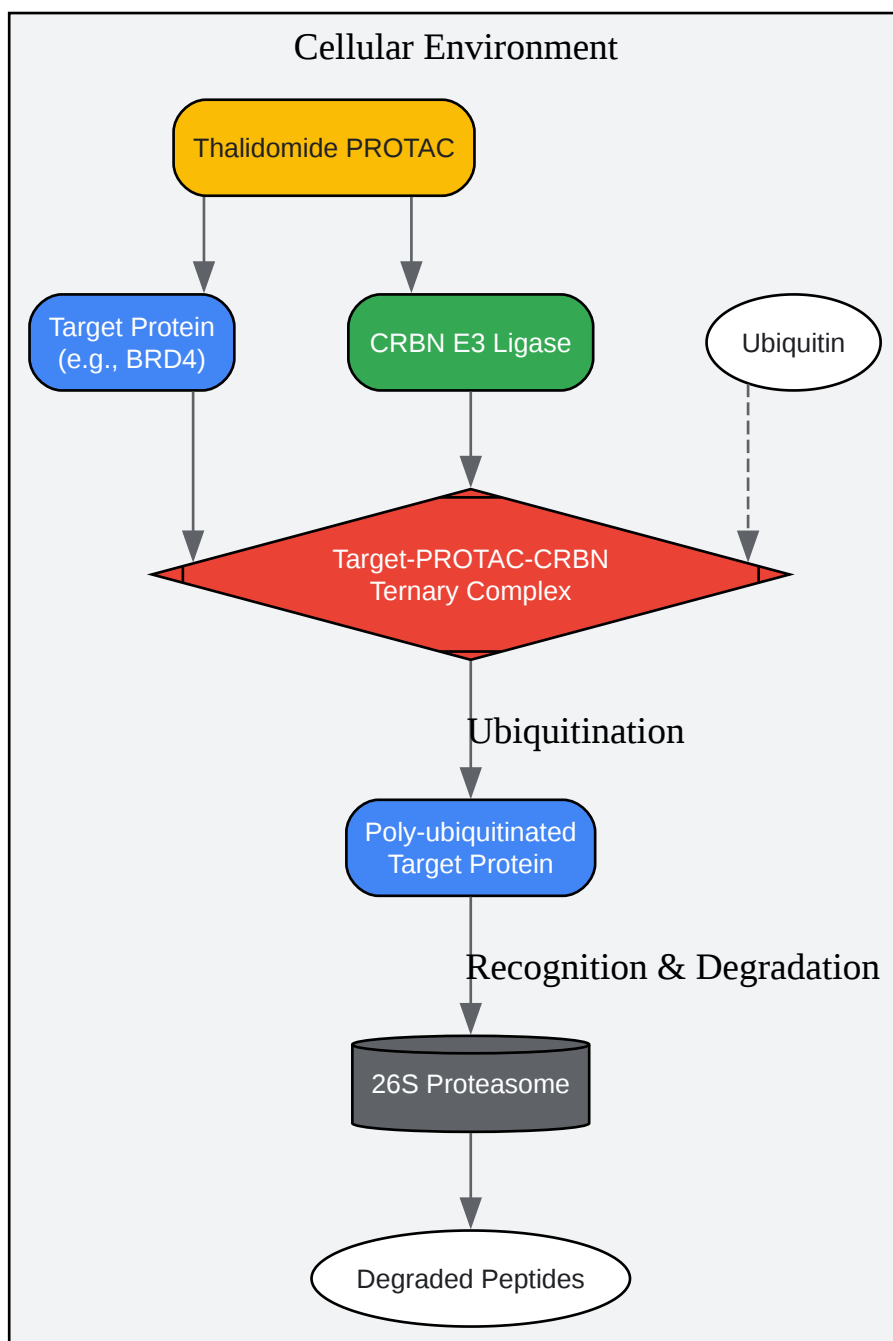 Cellular Environment
Thalidomide PROTAC
Target Protein
(e.g., BRD4)
CRBN E3 Ligase
Ubiquitin
Target-PROTAC-CRBN
Ternary Complex
Ubiquitination
Poly-ubiquitinated
Target Protein
Recognition & Degradation
26S Proteasome
Degraded Peptides